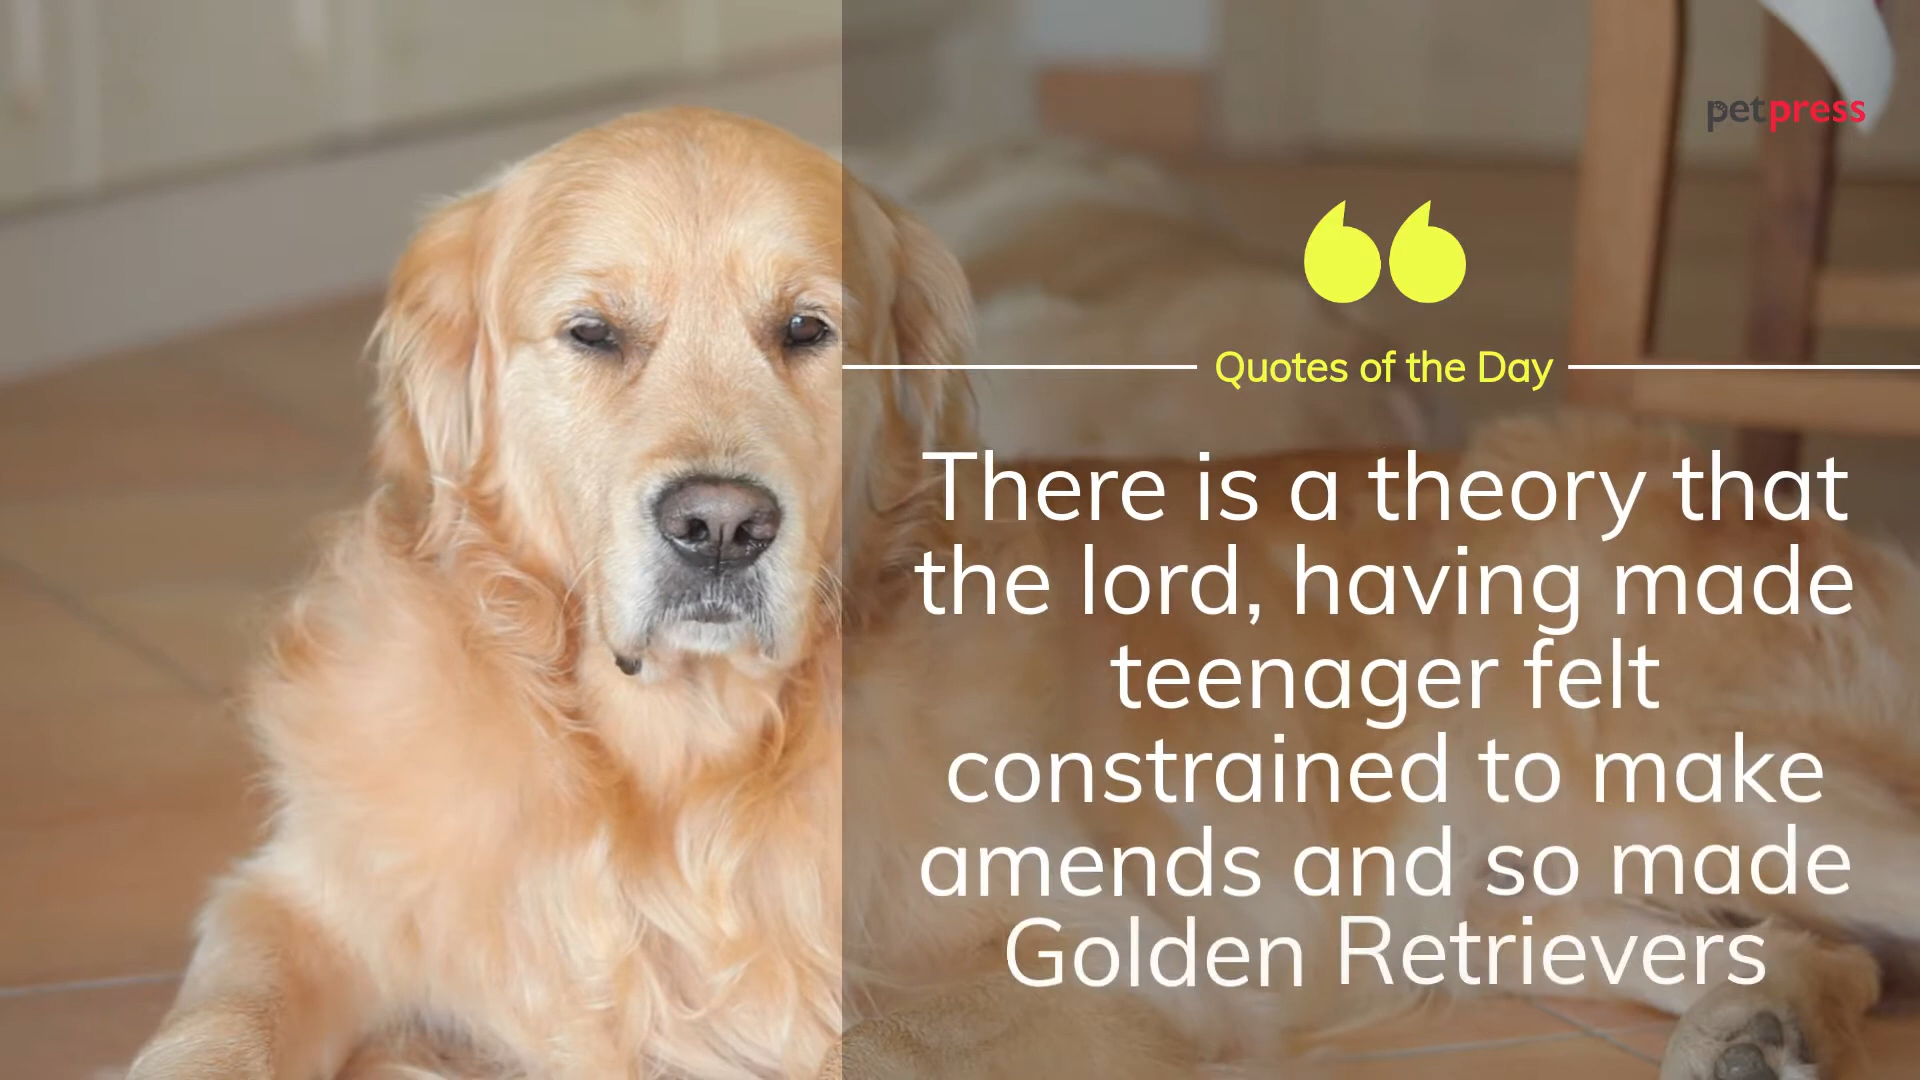 petpress
Quotes of the Day
There is a theory that
the lord, having made
teenager felt
constrained to make
amends and so made
Golden Retrievers